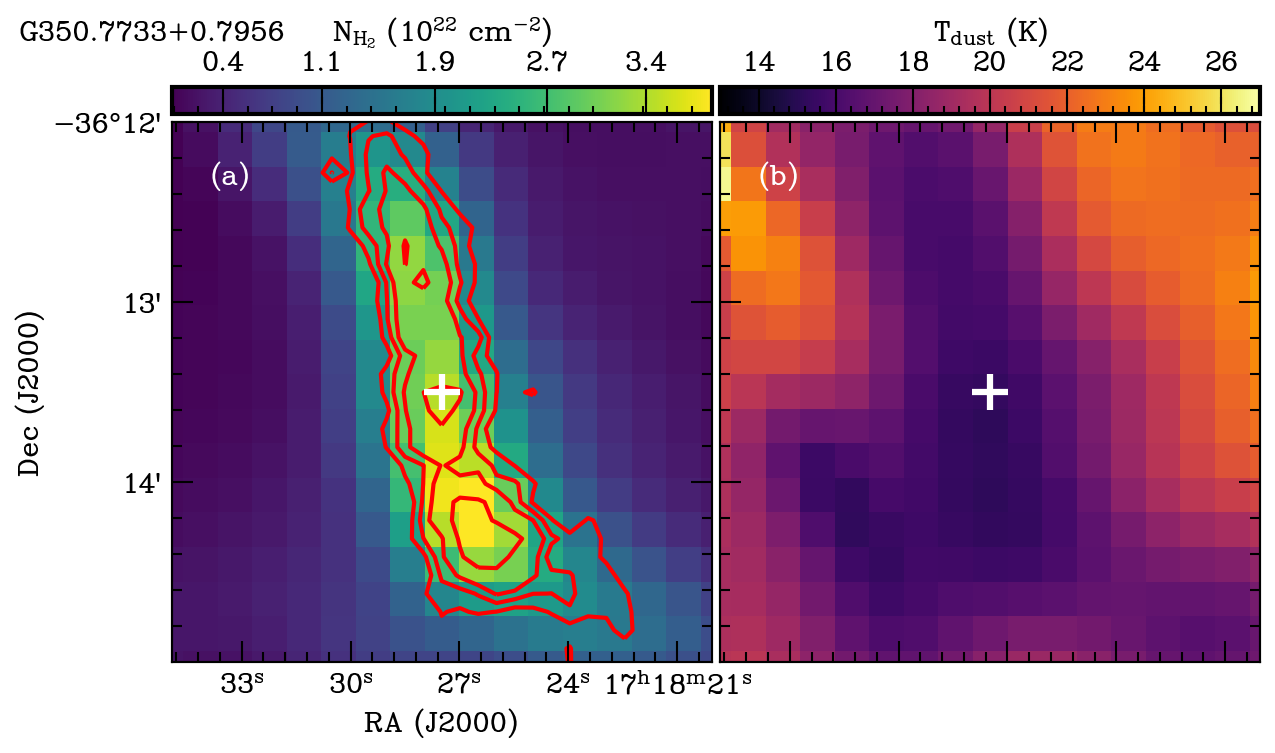 G350.7733+0.7956 N_H₂ (10²² cm⁻²) T_dust (K)
0.4 1.1 1.9 2.7 3.4 14 16 18 20 22 24 26
−36°12'
(a) (b)
13'
Dec (J2000)
14'
33ˢ 30ˢ 27ˢ 24ˢ 17ʰ18ᵐ21ˢ
RA (J2000)